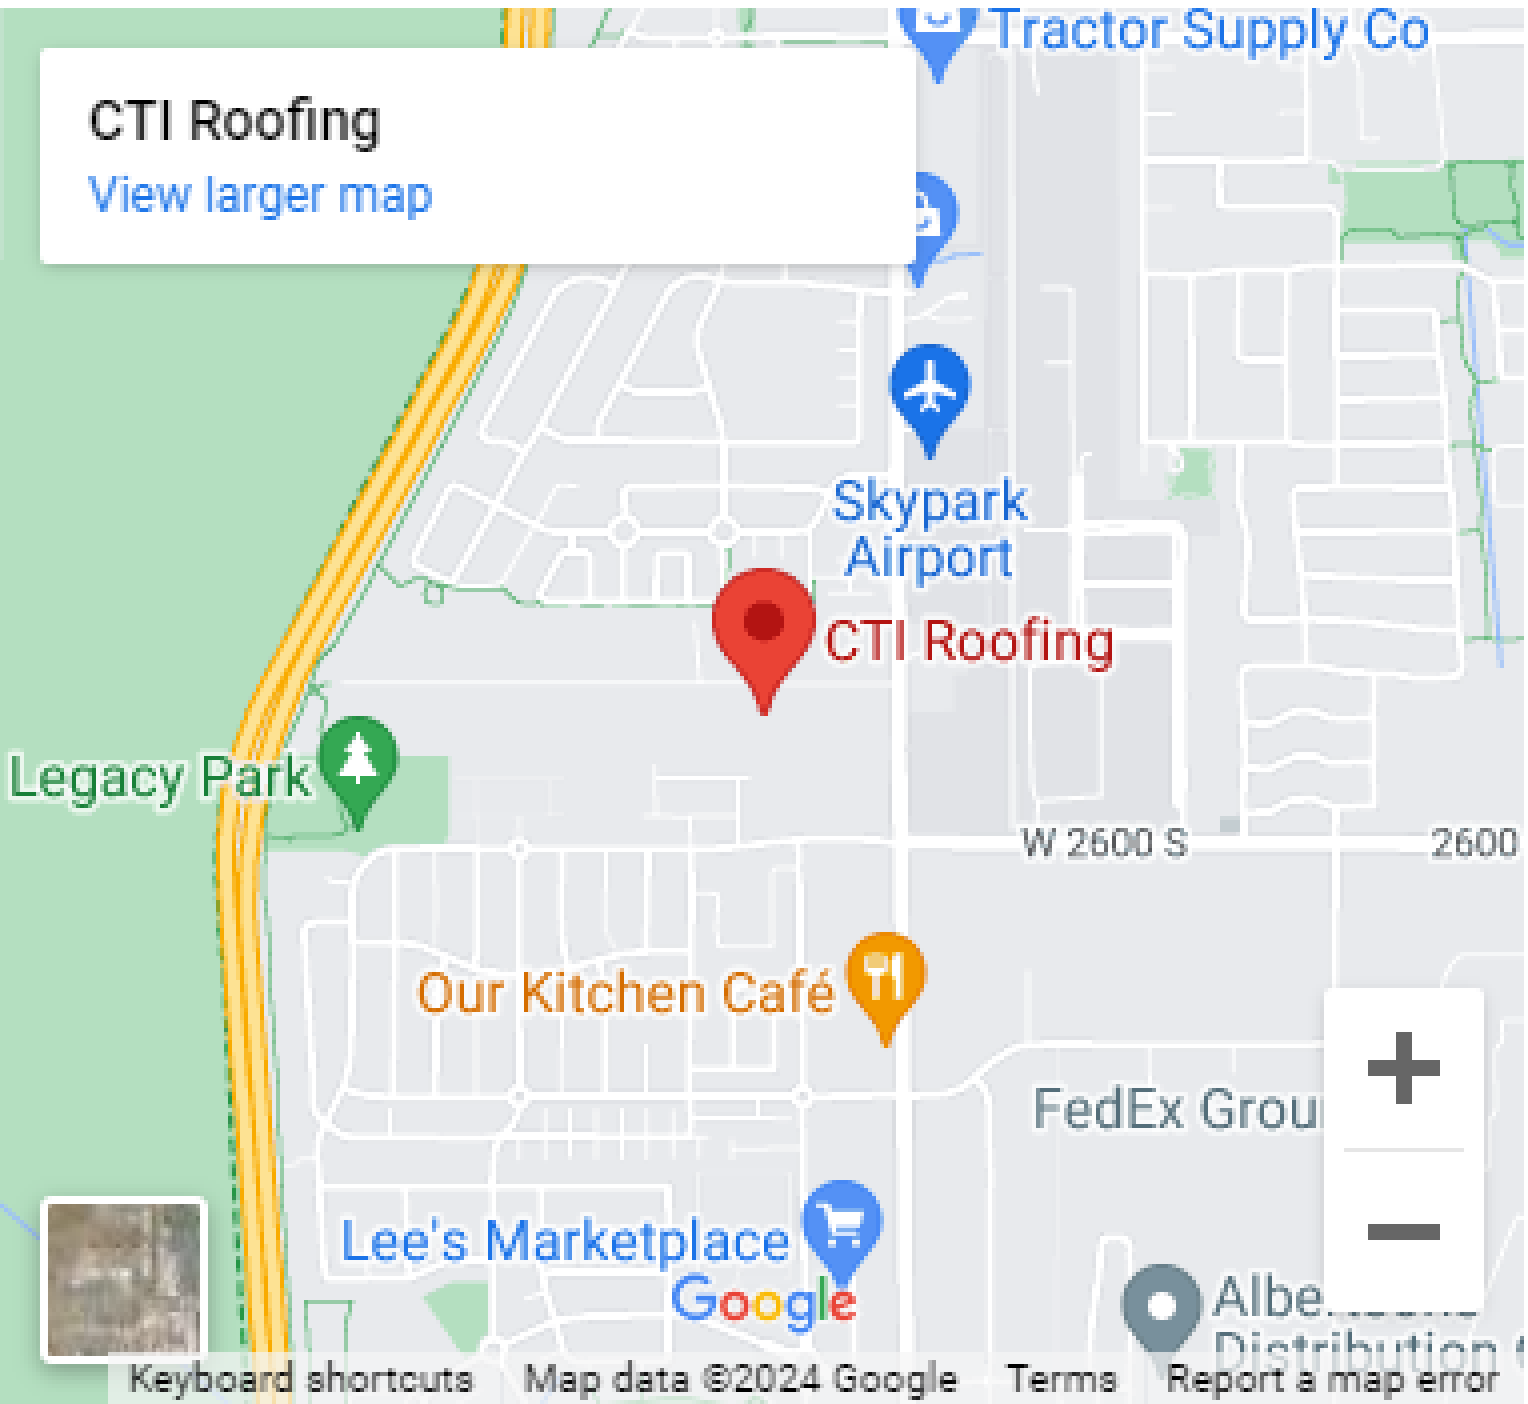 Tractor Supply Co
CTI Roofing
View larger map
Skypark
Airport
CTI Roofing
Legacy Park
W 2600 S
2600
Our Kitchen Café
FedEx Grou
Lee's Marketplace
Google
Distribution
Keyboard shortcuts
Map data ©2024 Google
Terms
Report a map error